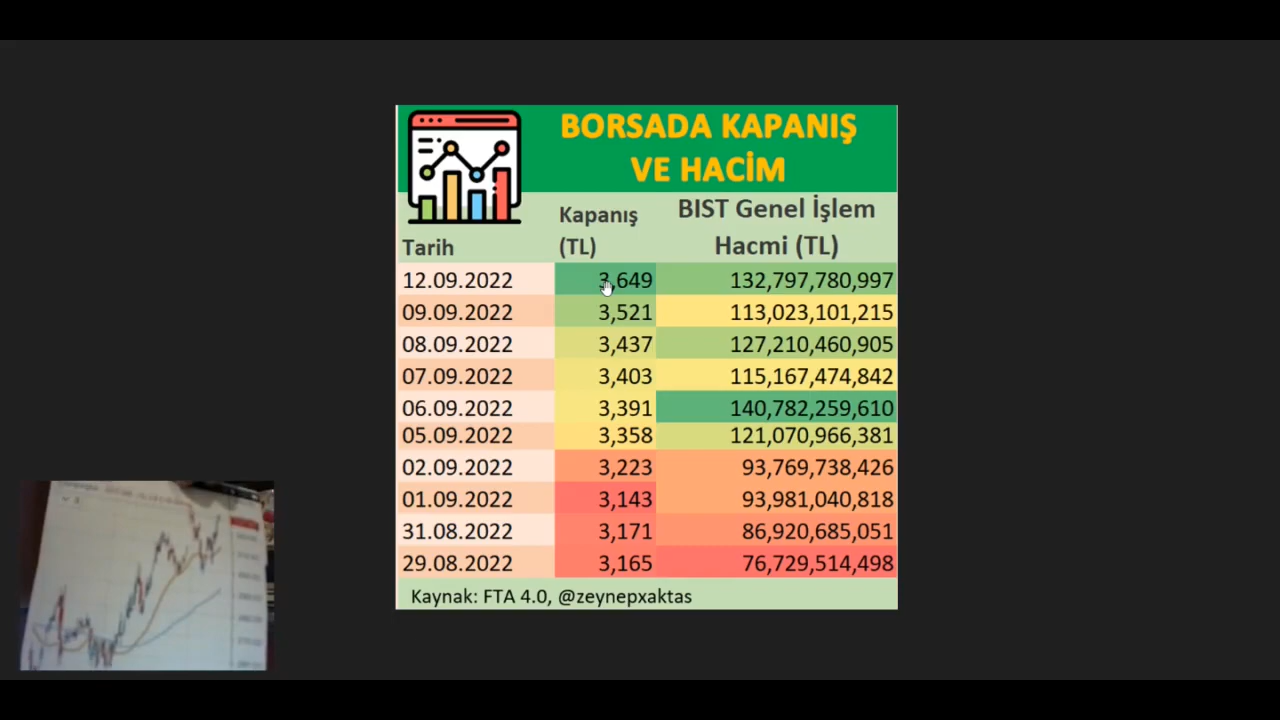 BORSADA KAPANIŞ
VE HACİM
Tarih Kapanış (TL) BIST Genel İşlem Hacmi (TL)
12.09.2022 3,649 132,797,780,997
09.09.2022 3,521 113,023,101,215
08.09.2022 3,437 127,210,460,905
07.09.2022 3,403 115,167,474,842
06.09.2022 3,391 140,782,259,610
05.09.2022 3,358 121,070,966,381
02.09.2022 3,223 93,769,738,426
01.09.2022 3,143 93,981,040,818
31.08.2022 3,171 86,920,685,051
29.08.2022 3,165 76,729,514,498
Kaynak: FTA 4.0, @zeynepxaktas